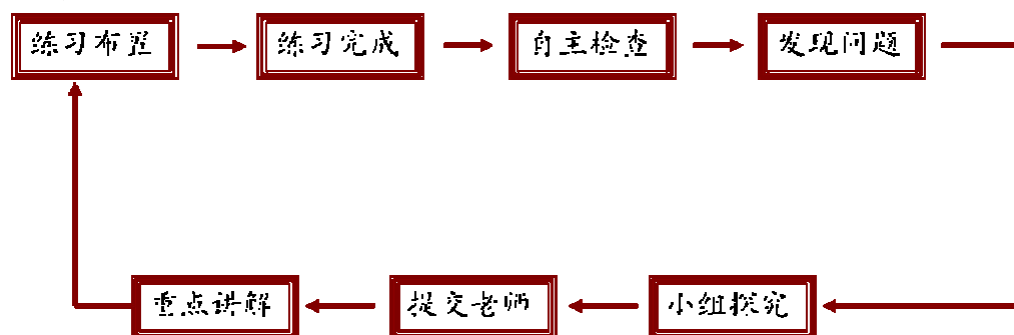 练习布置
练习完成
自主检查
发现问题
小组探究
提交老师
重点讲解